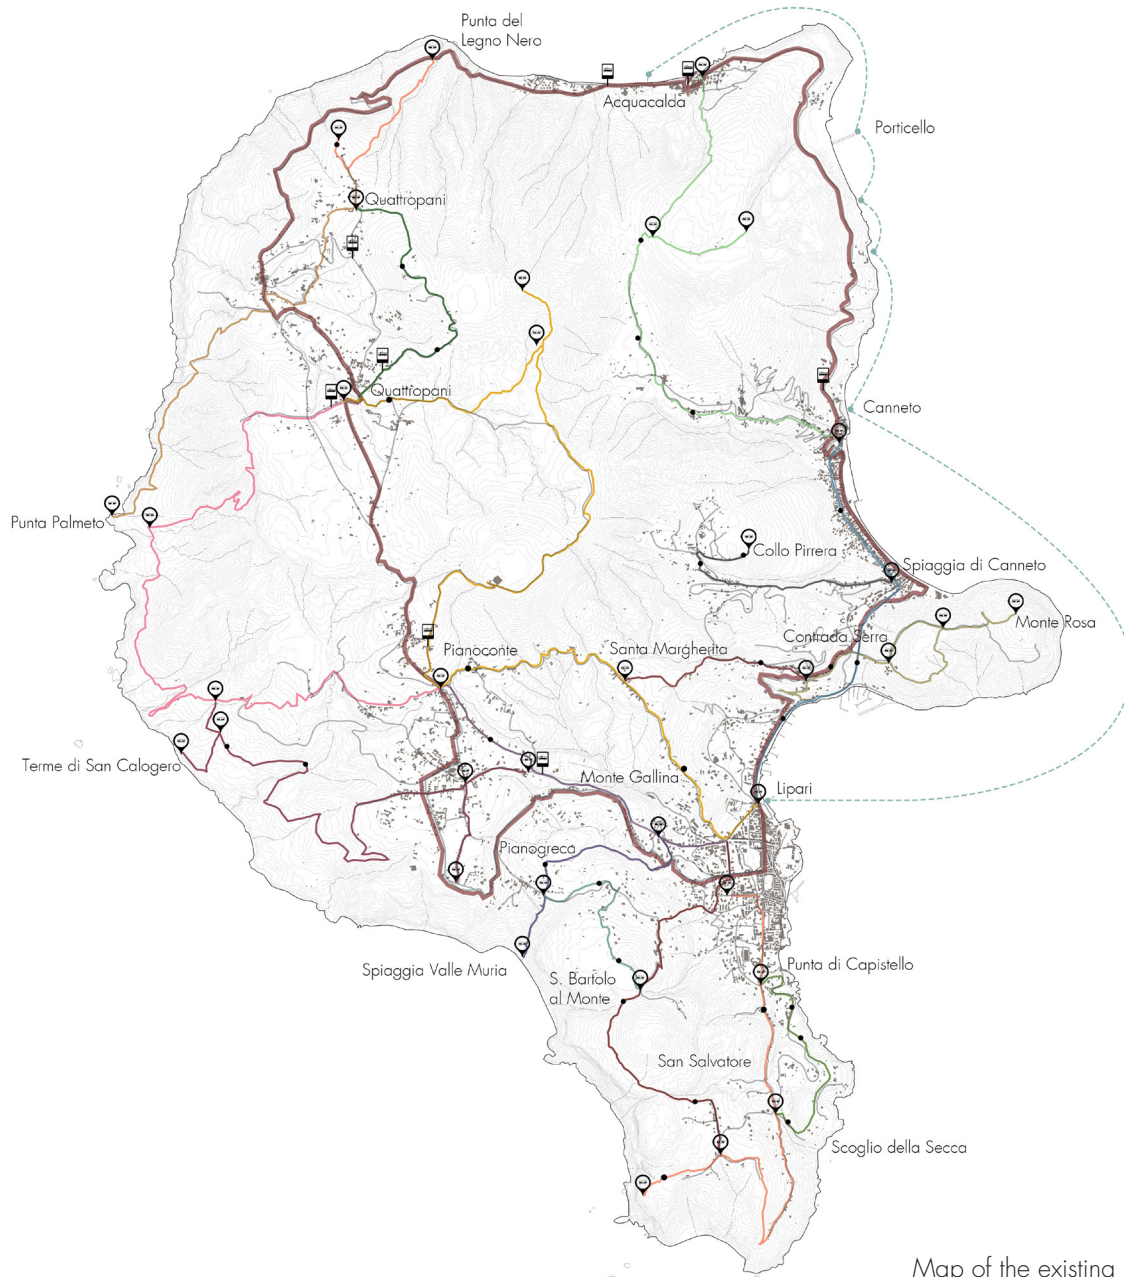 Punta del
Legno Nero
Acquacalda
Porticello
Quattropani
Quattropani
Canneto
Punta Palmeto
Collo Pirrera
Spiaggia di Canneto
Monte Rosa
Contrada Serra
Santa Margherita
Pianoconte
Terme di San Calogero
Monte Gallina
Lipari
Pianogreca
Spiaggia Valle Muria
S. Bartolo
al Monte
Punta di Capistello
San Salvatore
Scoglio della Secca
Map of the existing